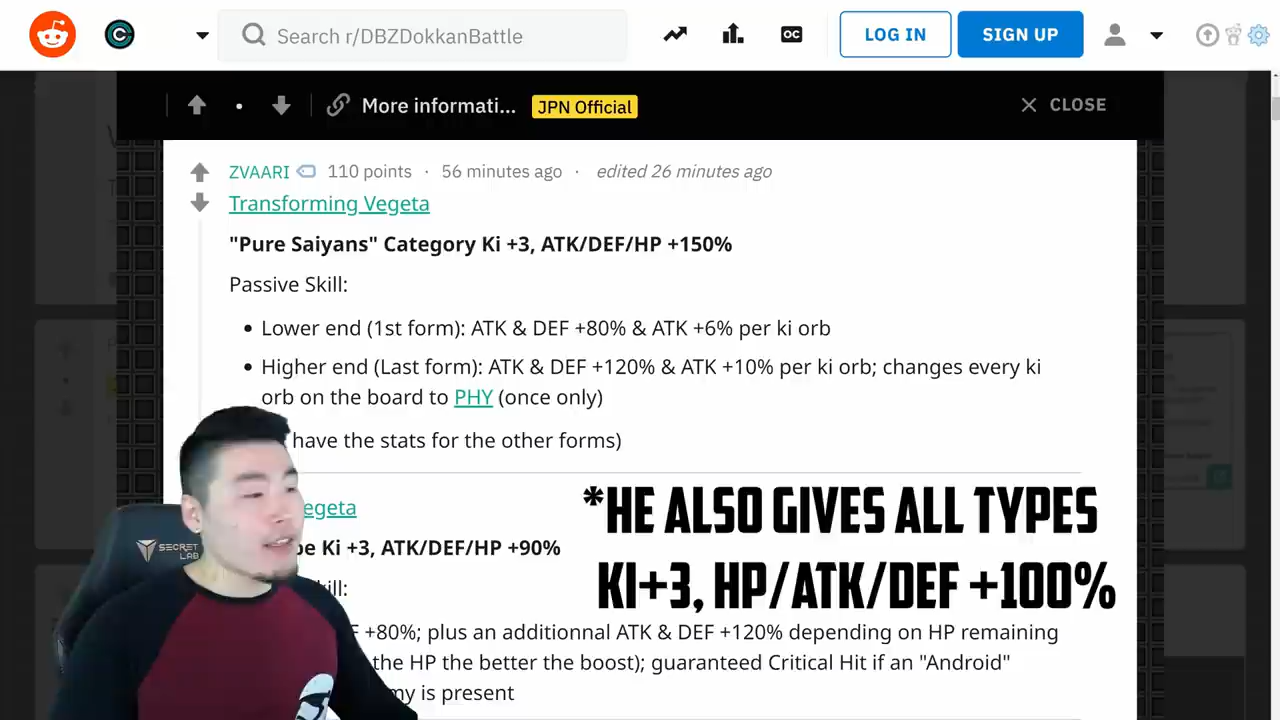 Search r/DBZDokkanBattle
LOG IN
SIGN UP
More informati... JPN Official
CLOSE
ZVAARI 110 points · 56 minutes ago · edited 26 minutes ago
Transforming Vegeta
"Pure Saiyans" Category Ki +3, ATK/DEF/HP +150%
Passive Skill:
• Lower end (1st form): ATK & DEF +80% & ATK +6% per ki orb
• Higher end (Last form): ATK & DEF +120% & ATK +10% per ki orb; changes every ki
orb on the board to PHY (once only)
have the stats for the other forms)
egeta
*HE ALSO GIVES ALL TYPES
pe Ki +3, ATK/DEF/HP +90%
KI+3, HP/ATK/DEF +100%
ill:
+80%; plus an additionnal ATK & DEF +120% depending on HP remaining
the HP the better the boost); guaranteed Critical Hit if an "Android"
my is present
SECRET
LAB